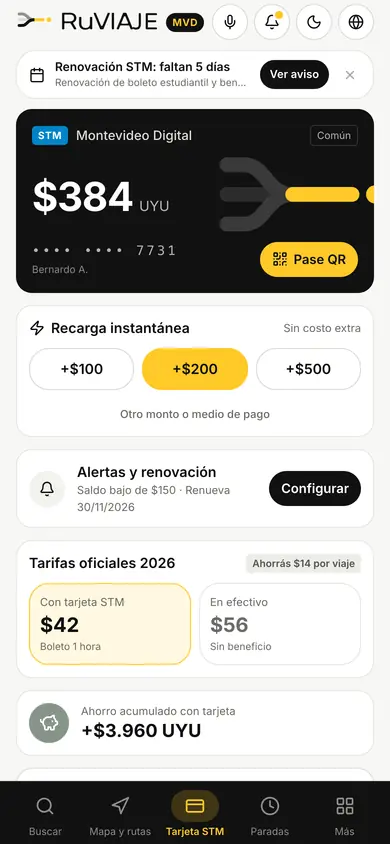 RuVIAJE MVD
Renovación STM: faltan 5 días
Renovación de boleto estudiantil y ben...
Ver aviso
STM Montevideo Digital
Común
$384 UYU
•••• •••• 7731
Bernardo A.
Pase QR
Recarga instantánea
Sin costo extra
+$100
+$200
+$500
Otro monto o medio de pago
Alertas y renovación
Saldo bajo de $150 · Renueva
30/11/2026
Configurar
Tarifas oficiales 2026
Ahorrás $14 por viaje
Con tarjeta STM
$42
Boleto 1 hora
En efectivo
$56
Sin beneficio
Ahorro acumulado con tarjeta
+$3.960 UYU
Buscar
Mapa y rutas
Tarjeta STM
Paradas
Más